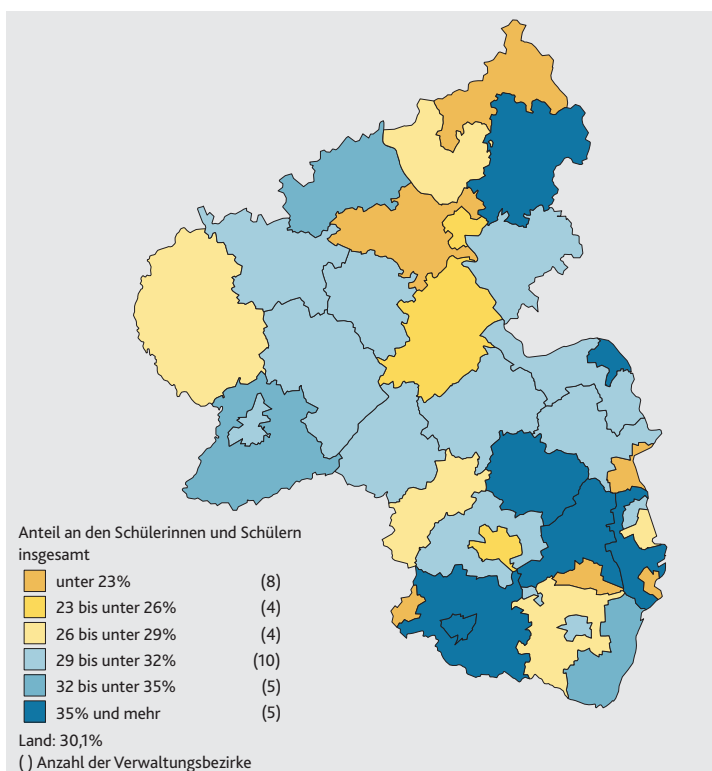 Anteil an den Schülerinnen und Schülern
insgesamt
unter 23% (8)
23 bis unter 26% (4)
26 bis unter 29% (4)
29 bis unter 32% (10)
32 bis unter 35% (5)
35% und mehr (5)
Land: 30,1%
( ) Anzahl der Verwaltungsbezirke